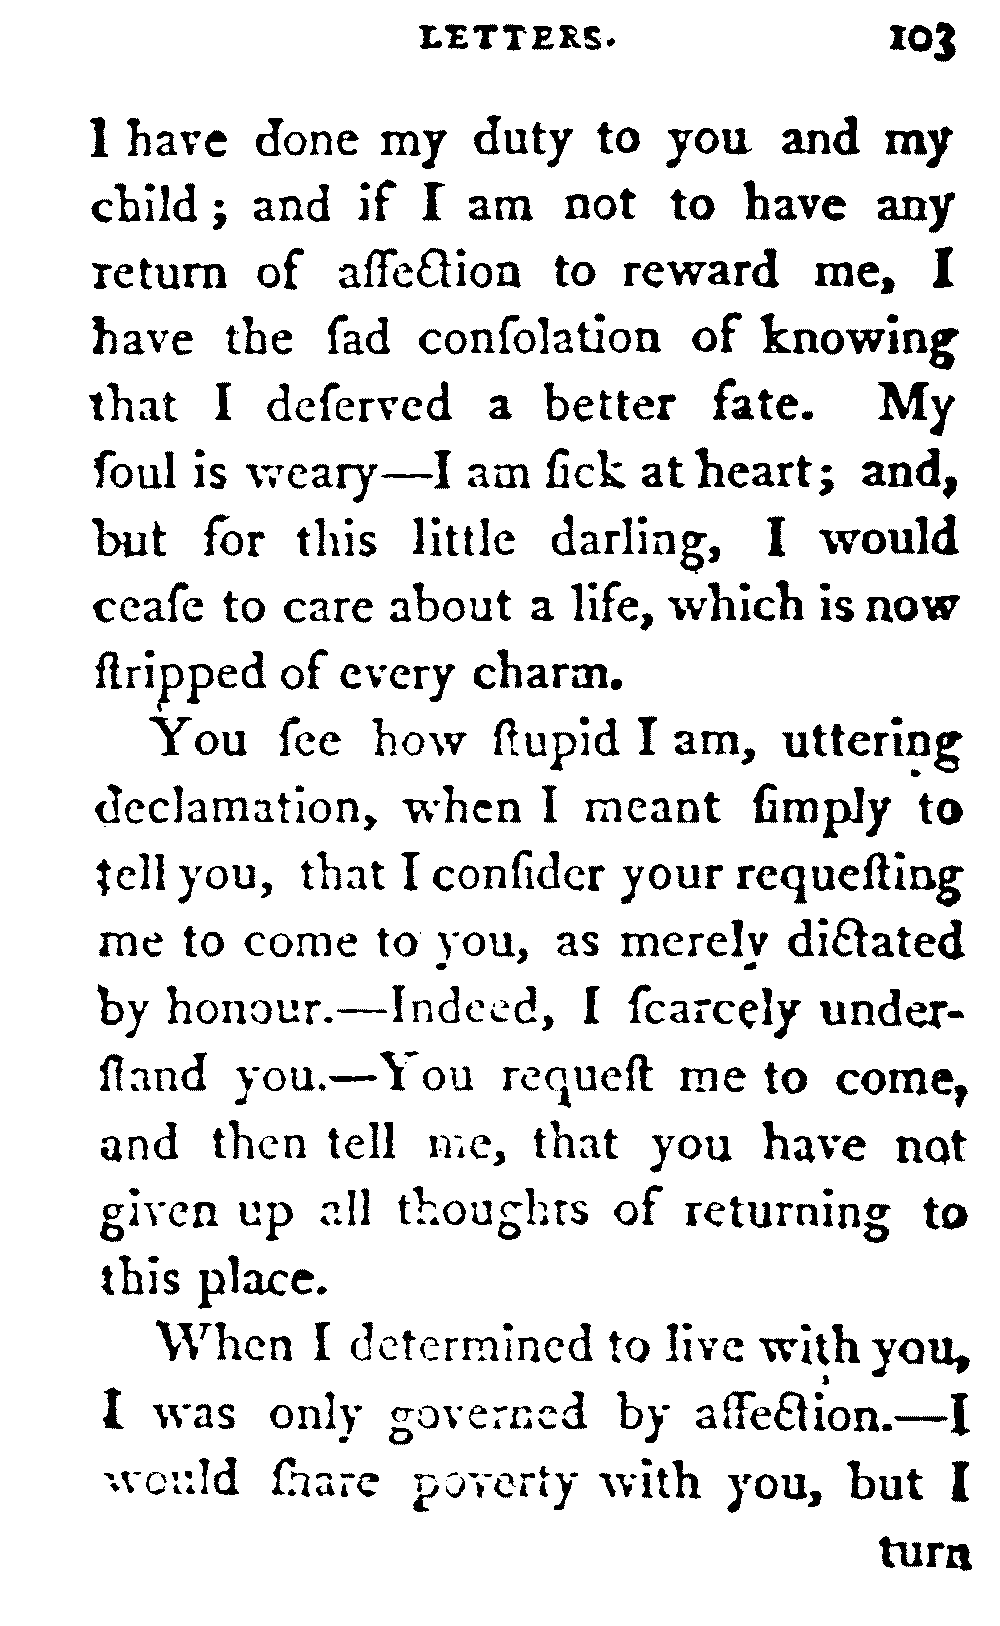 LETTERS. 103
I have done my duty to you and my
child ; and if I am not to have any
return of affection to reward me, I
have the ſad conſolation of knowing
that I deſerved a better fate. My
ſoul is weary—I am ſick at heart; and,
but for this little darling, I would
ceaſe to care about a life, which is now
ſtripped of every charm.
You ſee how ſtupid I am, uttering
declamation, when I meant ſimply to
tell you, that I conſider your requeſting
me to come to you, as merely dictated
by honour.—Indeed, I ſcarcely under-
ſtand you.—You requeſt me to come,
and then tell me, that you have not
given up all thoughts of returning to
this place.
When I determined to live with you,
I was only governed by affection.—I
would ſhare poverty with you, but I
turn